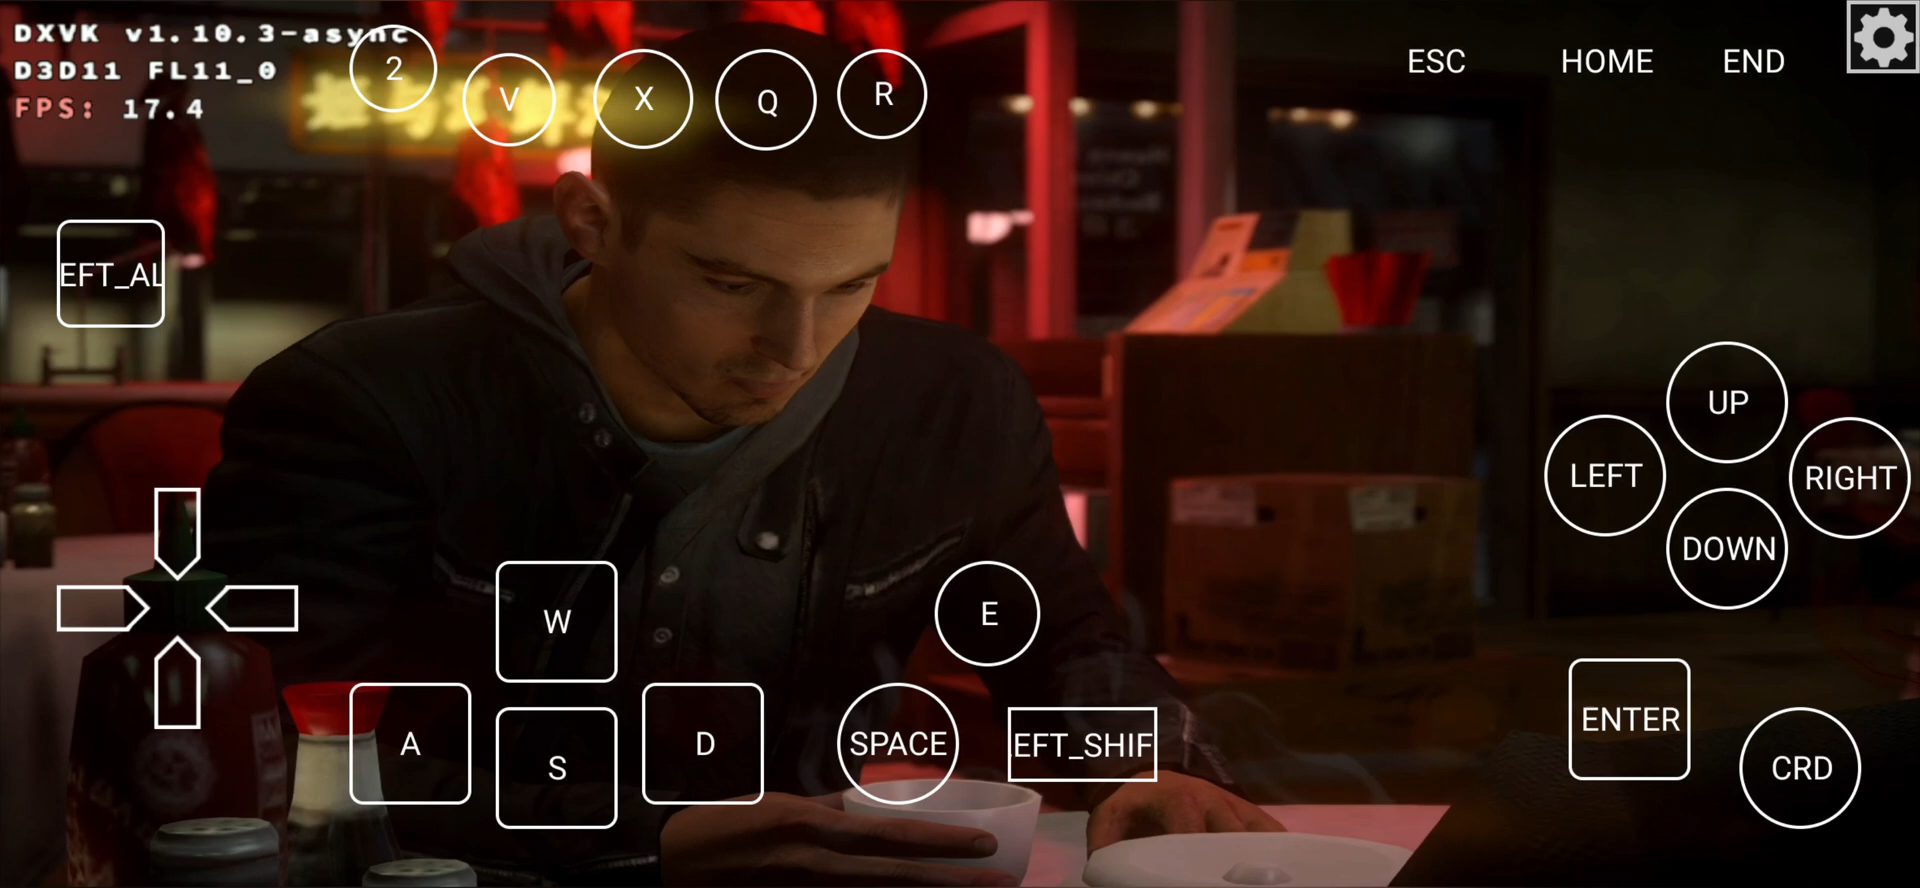 DXVK v1.10.3-async
D3D11 FL11_0
FPS: 17.4
2
V
X
Q
R
ESC
HOME
END
EFT_AL
UP
LEFT
RIGHT
DOWN
W
E
A
S
D
SPACE
EFT_SHIF
ENTER
CRD